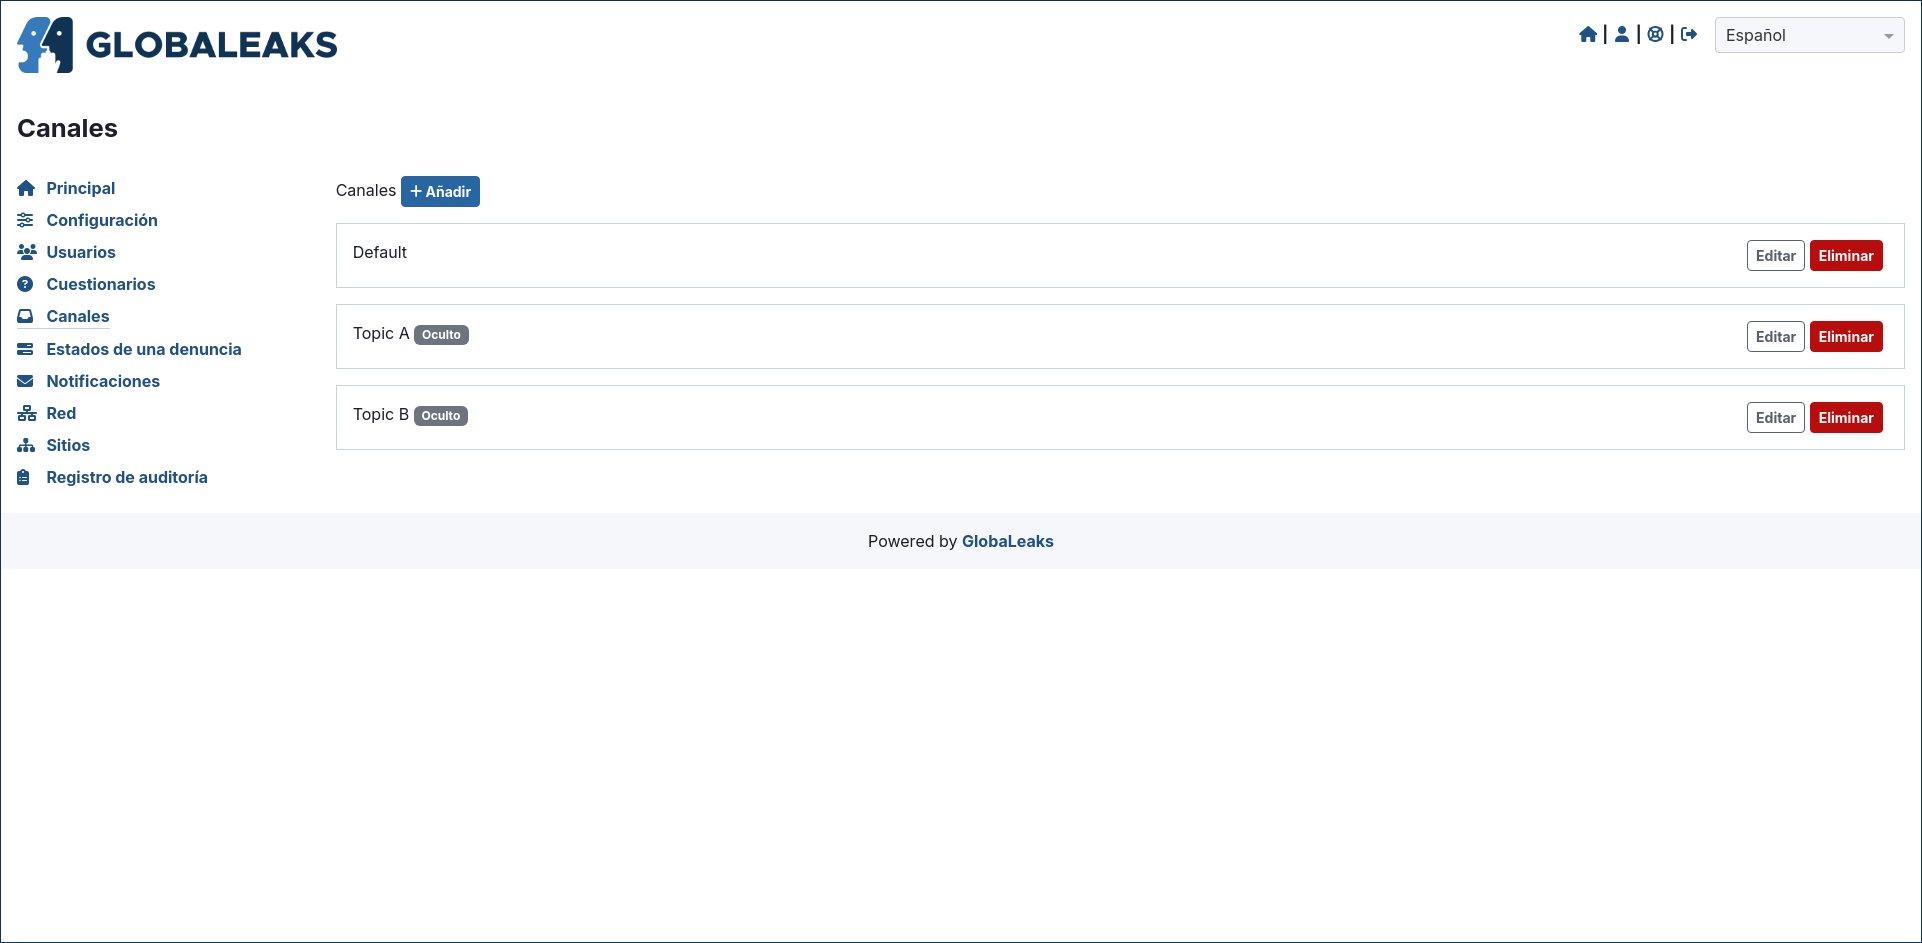 GLOBALEAKS
Español
Canales
Principal
Configuración
Usuarios
Cuestionarios
Canales
Estados de una denuncia
Notificaciones
Red
Sitios
Registro de auditoría
Canales + Añadir
Default Editar Eliminar
Topic A Oculto Editar Eliminar
Topic B Oculto Editar Eliminar
Powered by GlobaLeaks